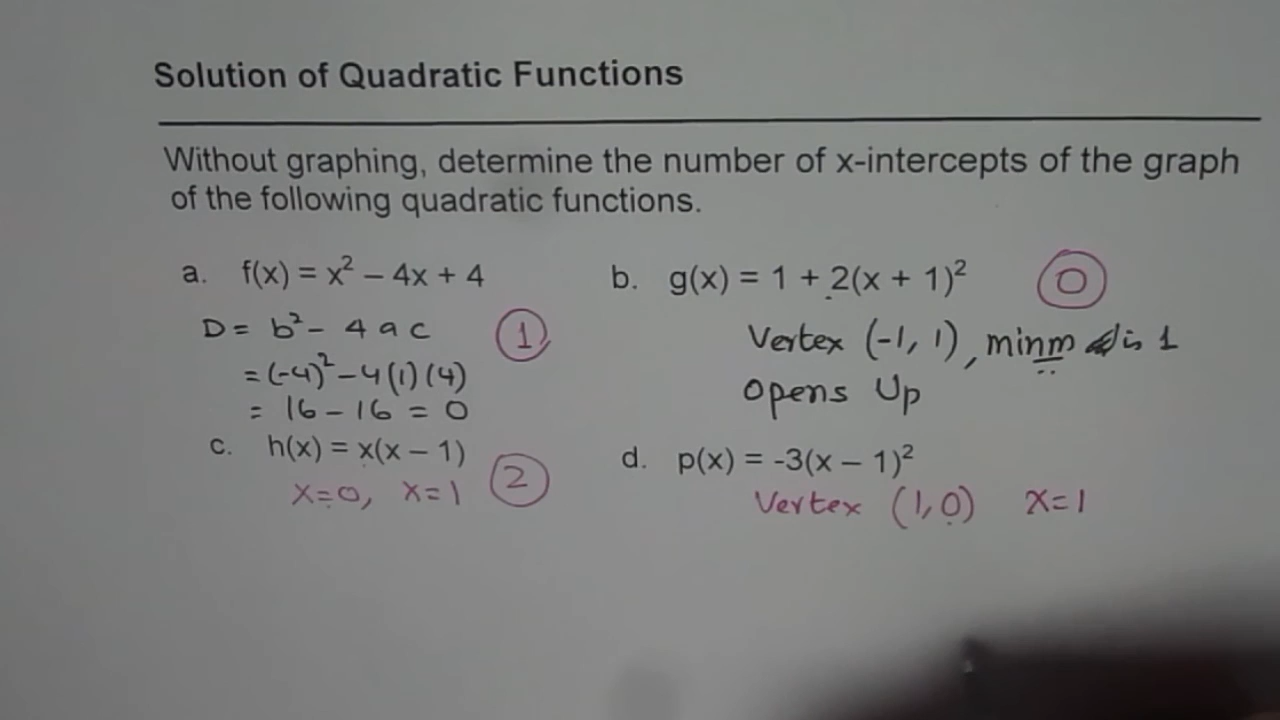 Solution of Quadratic Functions
Without graphing, determine the number of x-intercepts of the graph
of the following quadratic functions.
a. f(x) = x² – 4x + 4
D = b² – 4 a c
= (-4)² – 4 (1) (4)
= 16 – 16 = 0
1
b. g(x) = 1 + 2(x + 1)²
0
Vertex (-1, 1), minm is 1
Opens Up
c. h(x) = x(x – 1)
x=0, x=1
2
d. p(x) = -3(x – 1)²
Vertex (1, 0) x=1